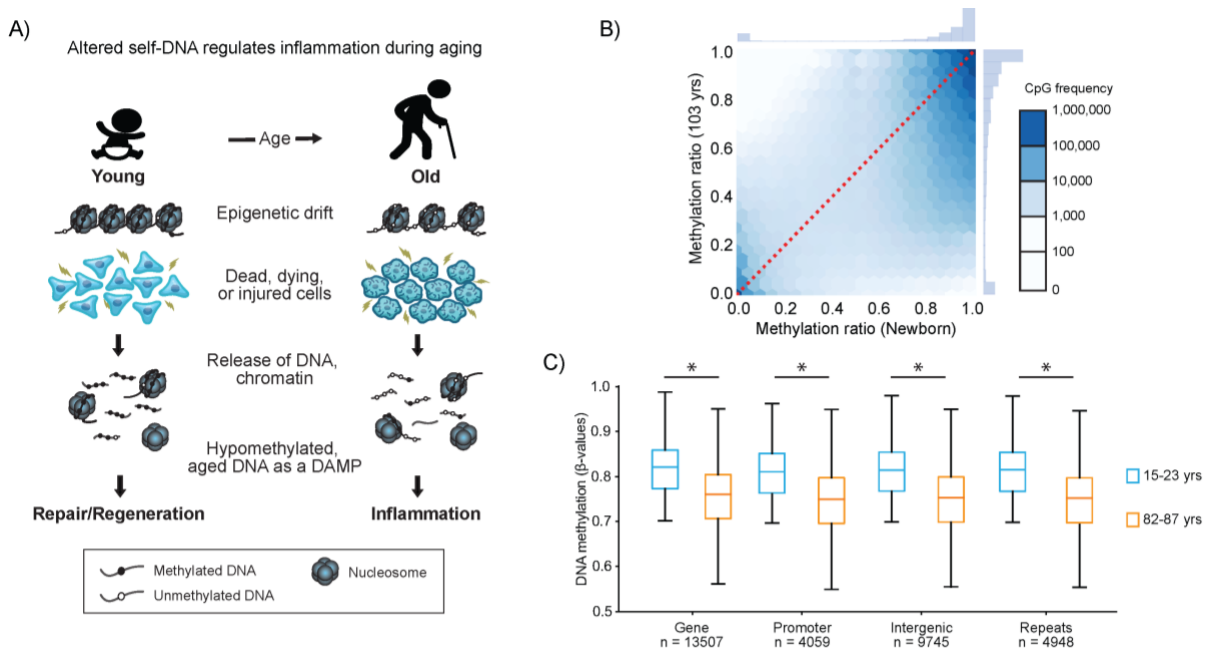 A)
Altered self-DNA regulates inflammation during aging
Age
Young
Old
Epigenetic drift
Dead, dying,
or injured cells
Release of DNA,
chromatin
Hypomethylated,
aged DNA as a DAMP
Repair/Regeneration
Inflammation
Methylated DNA
Nucleosome
Unmethylated DNA
B)
Methylation ratio (103 yrs)
1.0
0.8
0.6
0.4
0.2
0.0
0.0 0.2 0.4 0.6 0.8 1.0
Methylation ratio (Newborn)
CpG frequency
1,000,000
100,000
10,000
1,000
100
0
C)
DNA methylation (β-values)
1.0
0.9
0.8
0.7
0.6
0.5
* * * *
Gene Promoter Intergenic Repeats
n = 13507 n = 4059 n = 9745 n = 4948
15-23 yrs
82-87 yrs